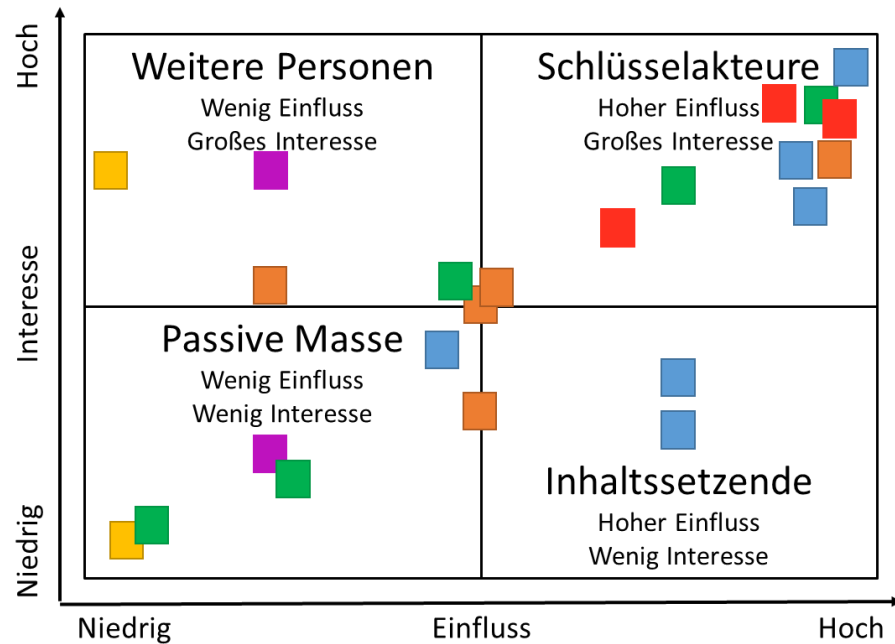 Hoch
Interesse
Niedrig
Weitere Personen
Wenig Einfluss
Großes Interesse
Schlüsselakteure
Hoher Einfluss
Großes Interesse
Passive Masse
Wenig Einfluss
Wenig Interesse
Inhaltssetzende
Hoher Einfluss
Wenig Interesse
Niedrig
Einfluss
Hoch